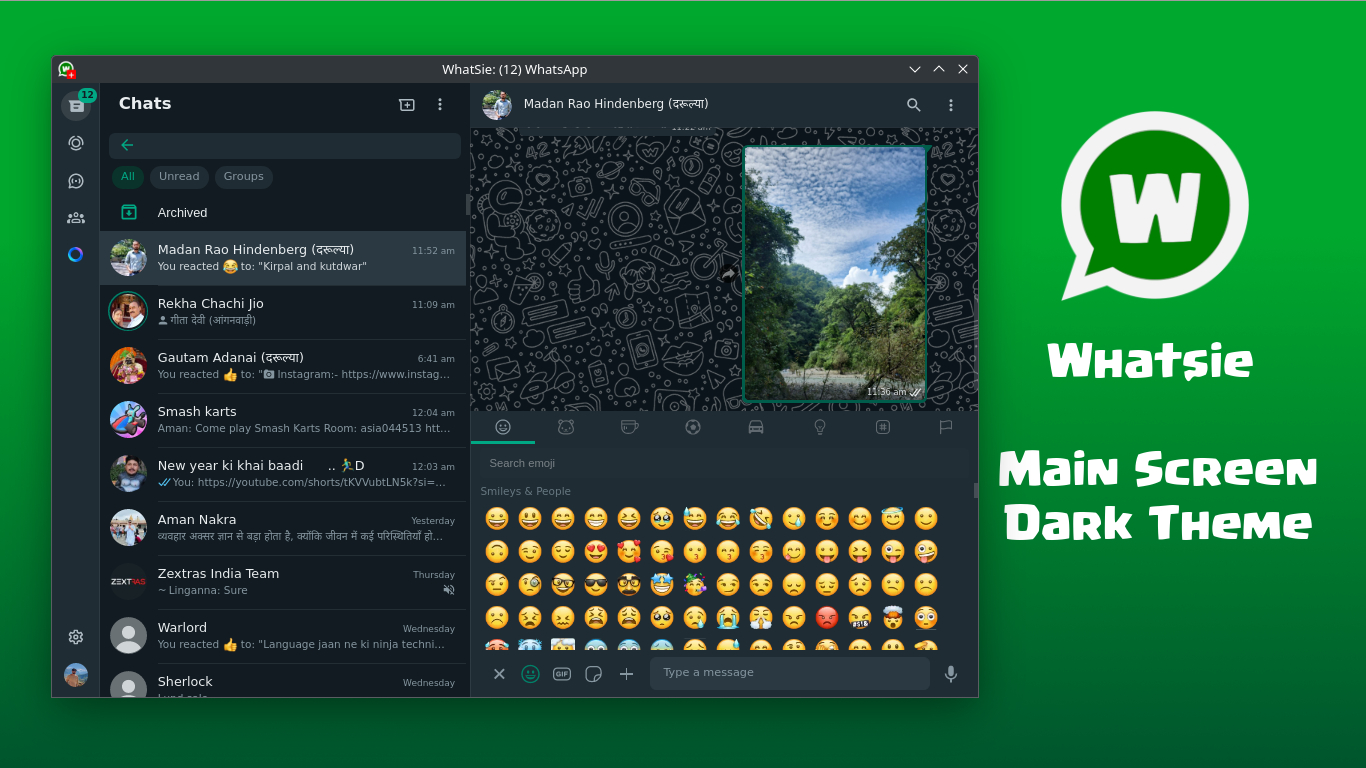 WhatSie: (12) WhatsApp
12
Chats
Madan Rao Hindenberg (दरूल्या)
All
Unread
Groups
Archived
Madan Rao Hindenberg (दरूल्या)
11:52 am
You reacted 😂 to: "Kirpal and kutdwar"
Rekha Chachi Jio
11:09 am
गीता देवी (आंगनवाड़ी)
Gautam Adanai (दरूल्या)
6:41 am
You reacted 👍 to: "📷 Instagram:- https://www.instag...
Smash karts
12:04 am
Aman: Come play Smash Karts Room: asia044513 htt...
New year ki khai baadi .. 🏃‍♂️D
12:03 am
You: https://youtube.com/shorts/tKVVubtLN5k?si=...
Aman Nakra
Yesterday
व्यवहार अक्सर ज्ञान से बड़ा होता है, क्योंकि जीवन में कई परिस्थितियाँ हो...
ZEXTRAS
Zextras India Team
Thursday
~ Linganna: Sure
Warlord
Wednesday
You reacted 👍 to: "Language jaan ne ki ninja techni...
Sherlock
Wednesday
11:36 am
Search emoji
Smileys & People
GIF
Type a message
W
Whatsie
Main Screen
Dark Theme